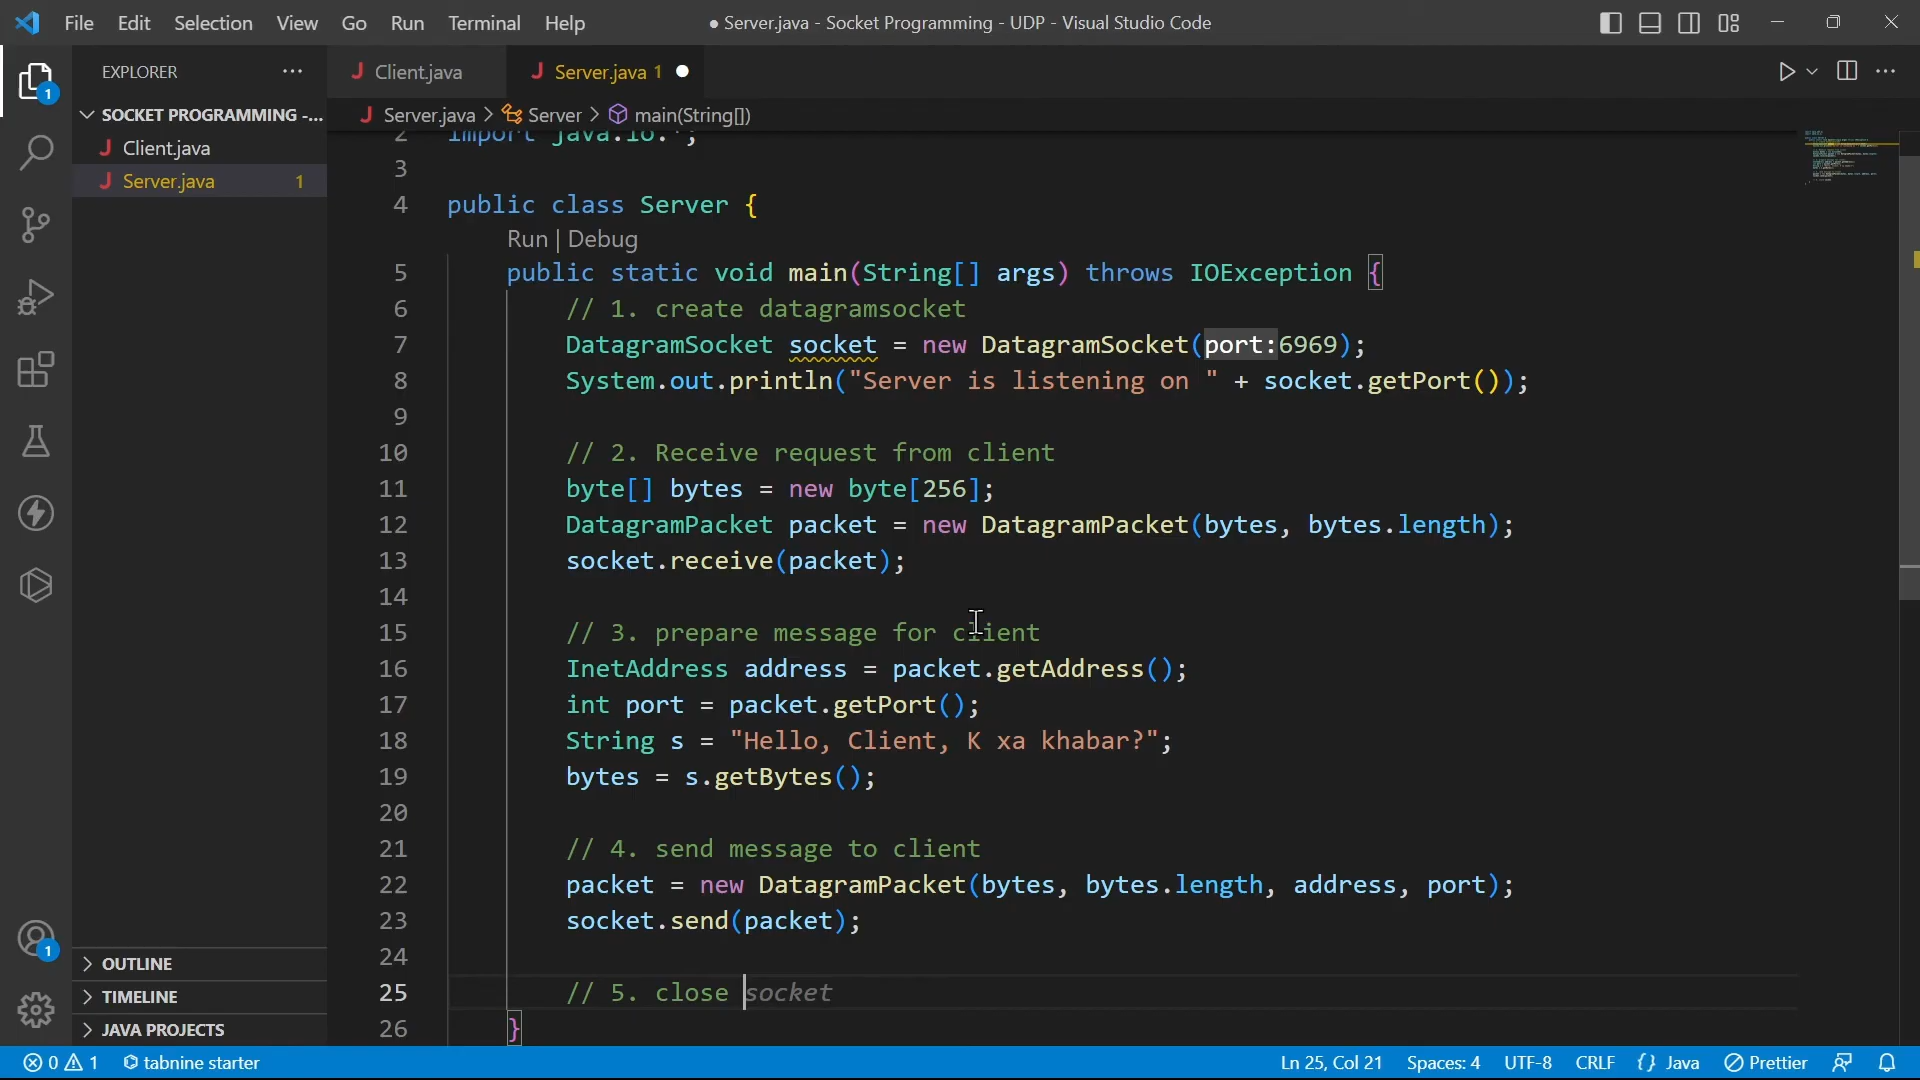 File Edit Selection View Go Run Terminal Help
● Server.java - Socket Programming - UDP - Visual Studio Code
EXPLORER
Client.java
Server.java 1
1
SOCKET PROGRAMMING -...
Client.java
Server.java 1
Server.java > Server > main(String[])
2 import java.io.*;
3
4 public class Server {
Run | Debug
5 public static void main(String[] args) throws IOException {
6 // 1. create datagramsocket
7 DatagramSocket socket = new DatagramSocket(port:6969);
8 System.out.println("Server is listening on " + socket.getPort());
9
10 // 2. Receive request from client
11 byte[] bytes = new byte[256];
12 DatagramPacket packet = new DatagramPacket(bytes, bytes.length);
13 socket.receive(packet);
14
15 // 3. prepare message for client
16 InetAddress address = packet.getAddress();
17 int port = packet.getPort();
18 String s = "Hello, Client, K xa khabar?";
19 bytes = s.getBytes();
20
21 // 4. send message to client
22 packet = new DatagramPacket(bytes, bytes.length, address, port);
23 socket.send(packet);
24
25 // 5. close socket
26 }
1
OUTLINE
TIMELINE
JAVA PROJECTS
0 1 tabnine starter
Ln 25, Col 21 Spaces: 4 UTF-8 CRLF {} Java Prettier